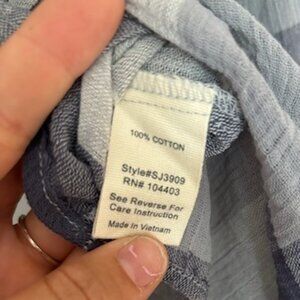 100% COTTON
Style#SJ3909
RN# 104403
See Reverse For
Care Instruction
Made in Vietnam